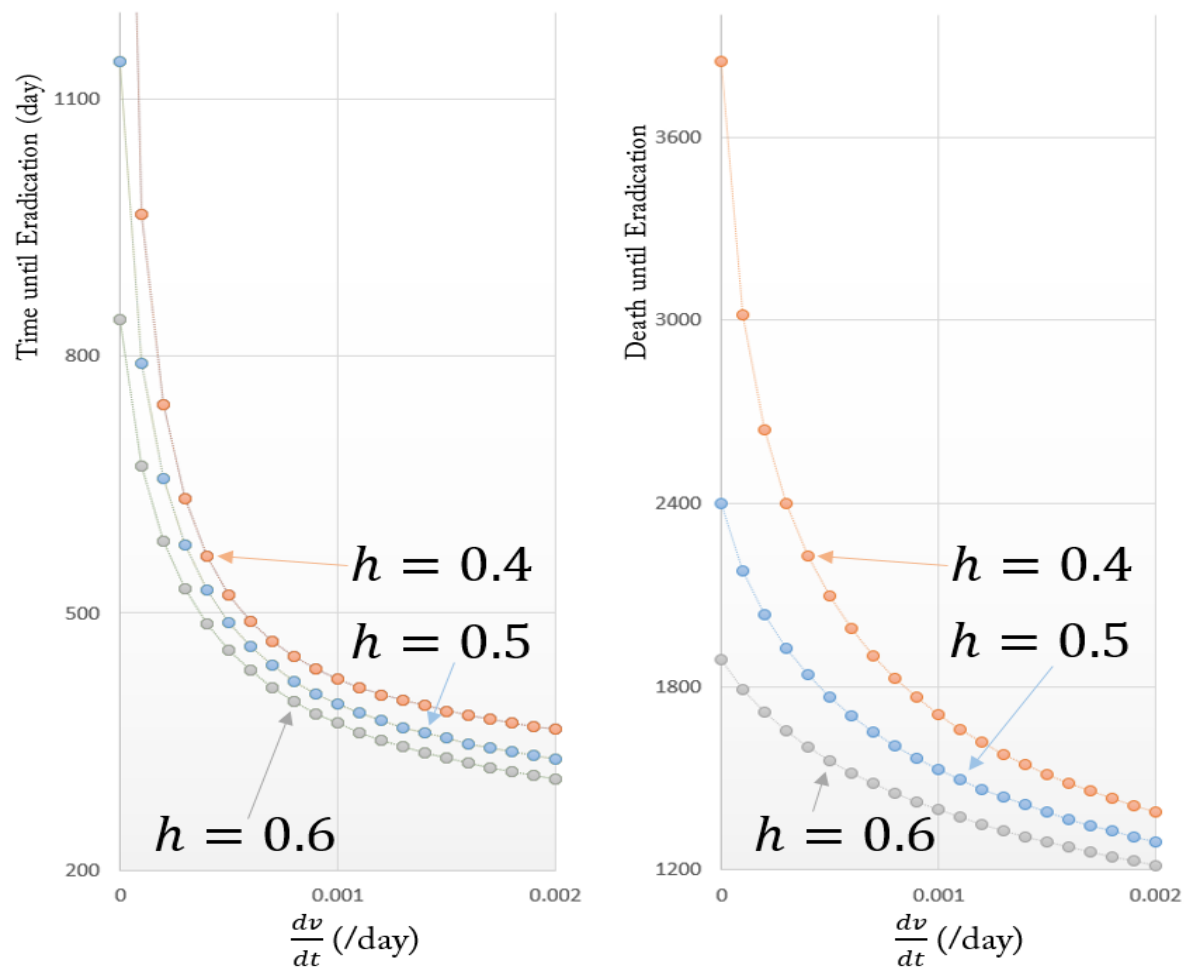 Time until Eradication (day)
1100
800
500
200
0
0.001
0.002
h = 0.4
h = 0.5
h = 0.6
dv/dt (/day)
Death until Eradication
3600
3000
2400
1800
1200
0
0.001
0.002
h = 0.4
h = 0.5
h = 0.6
dv/dt (/day)